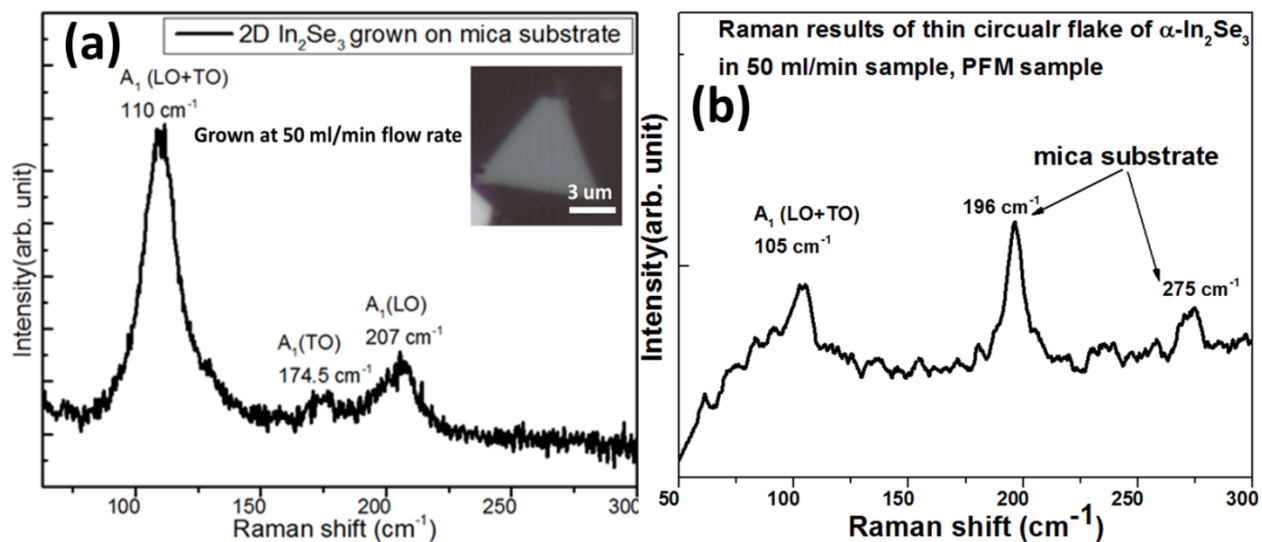 (a)
2D In₂Se₃ grown on mica substrate
A₁ (LO+TO)
110 cm⁻¹
Grown at 50 ml/min flow rate
3 um
A₁(TO)
174.5 cm⁻¹
A₁(LO)
207 cm⁻¹
Intensity(arb. unit)
100 150 200 250 300
Raman shift (cm⁻¹)
Raman results of thin circualr flake of α-In₂Se₃
in 50 ml/min sample, PFM sample
(b)
mica substrate
A₁ (LO+TO)
105 cm⁻¹
196 cm⁻¹
275 cm⁻¹
Intensity(arb. unit)
50 100 150 200 250 300
Raman shift (cm⁻¹)